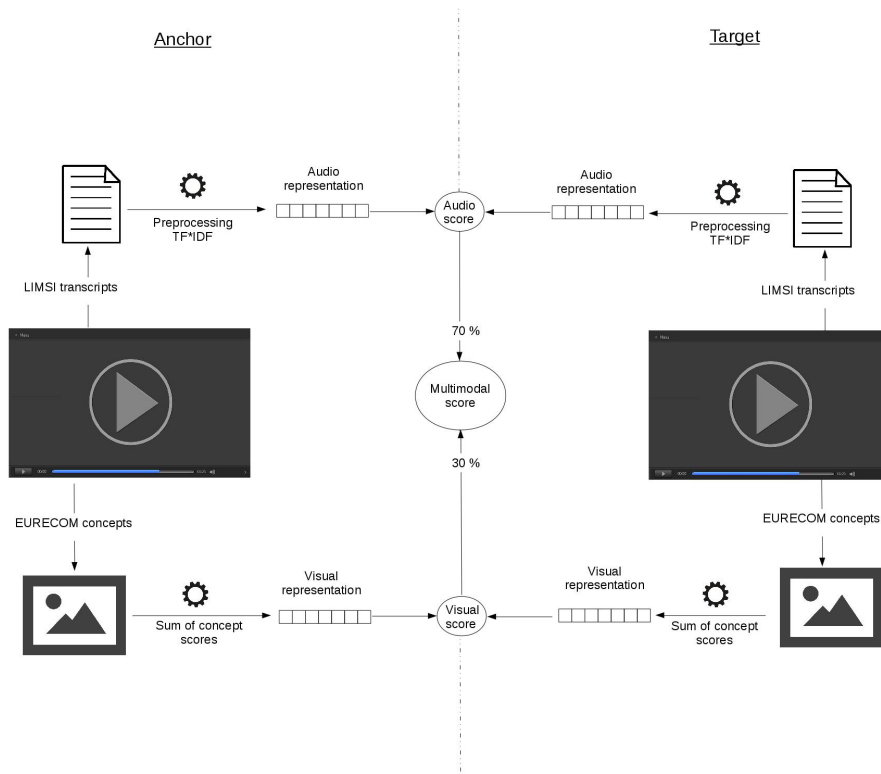 Anchor
Target
Audio
representation
Audio
representation
Preprocessing
TF*IDF
Audio
score
Preprocessing
TF*IDF
LIMSI transcripts
LIMSI transcripts
70 %
Multimodal
score
30 %
EURECOM concepts
EURECOM concepts
Visual
representation
Visual
representation
Sum of concept
scores
Visual
score
Sum of concept
scores